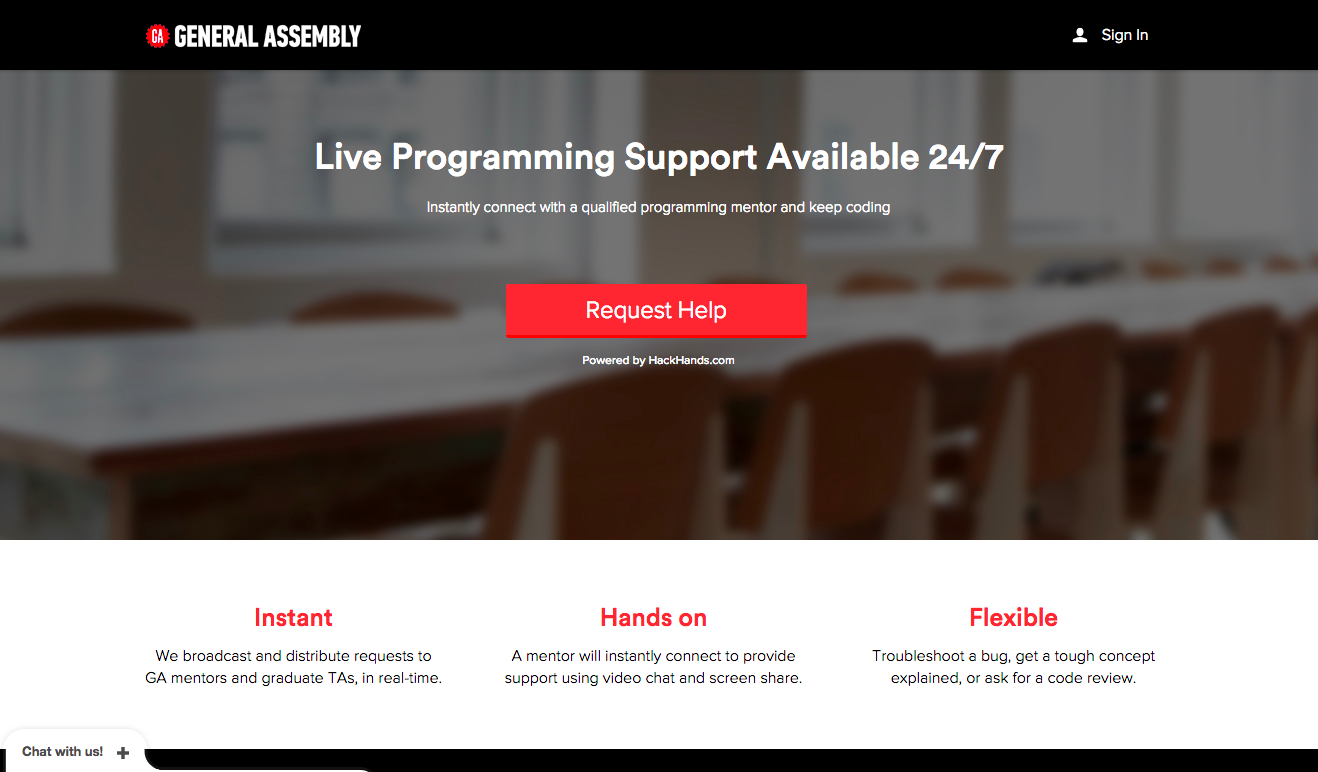 GA GENERAL ASSEMBLY
Sign In
Live Programming Support Available 24/7
Instantly connect with a qualified programming mentor and keep coding
Request Help
Powered by HackHands.com
Instant
We broadcast and distribute requests to
GA mentors and graduate TAs, in real-time.
Hands on
A mentor will instantly connect to provide
support using video chat and screen share.
Flexible
Troubleshoot a bug, get a tough concept
explained, or ask for a code review.
Chat with us! +